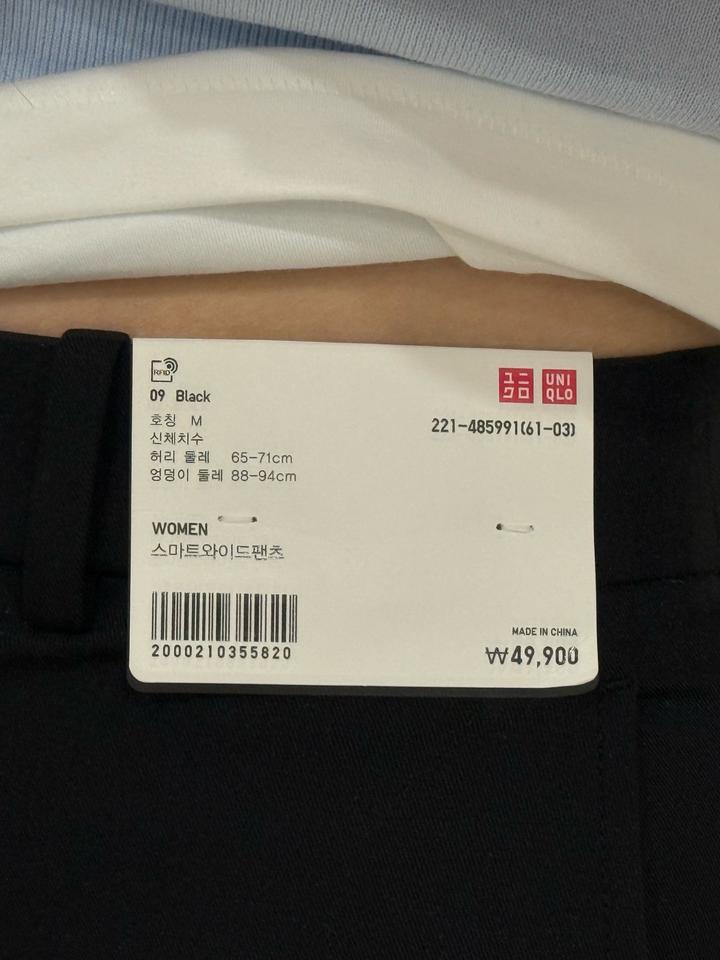 RFID
09 Black
호칭 M
신체치수
허리 둘레 65-71cm
엉덩이 둘레 88-94cm
ユニクロ
UNIQLO
221-485991(61-03)
WOMEN
스마트와이드팬츠
2000210355820
MADE IN CHINA
₩49,900